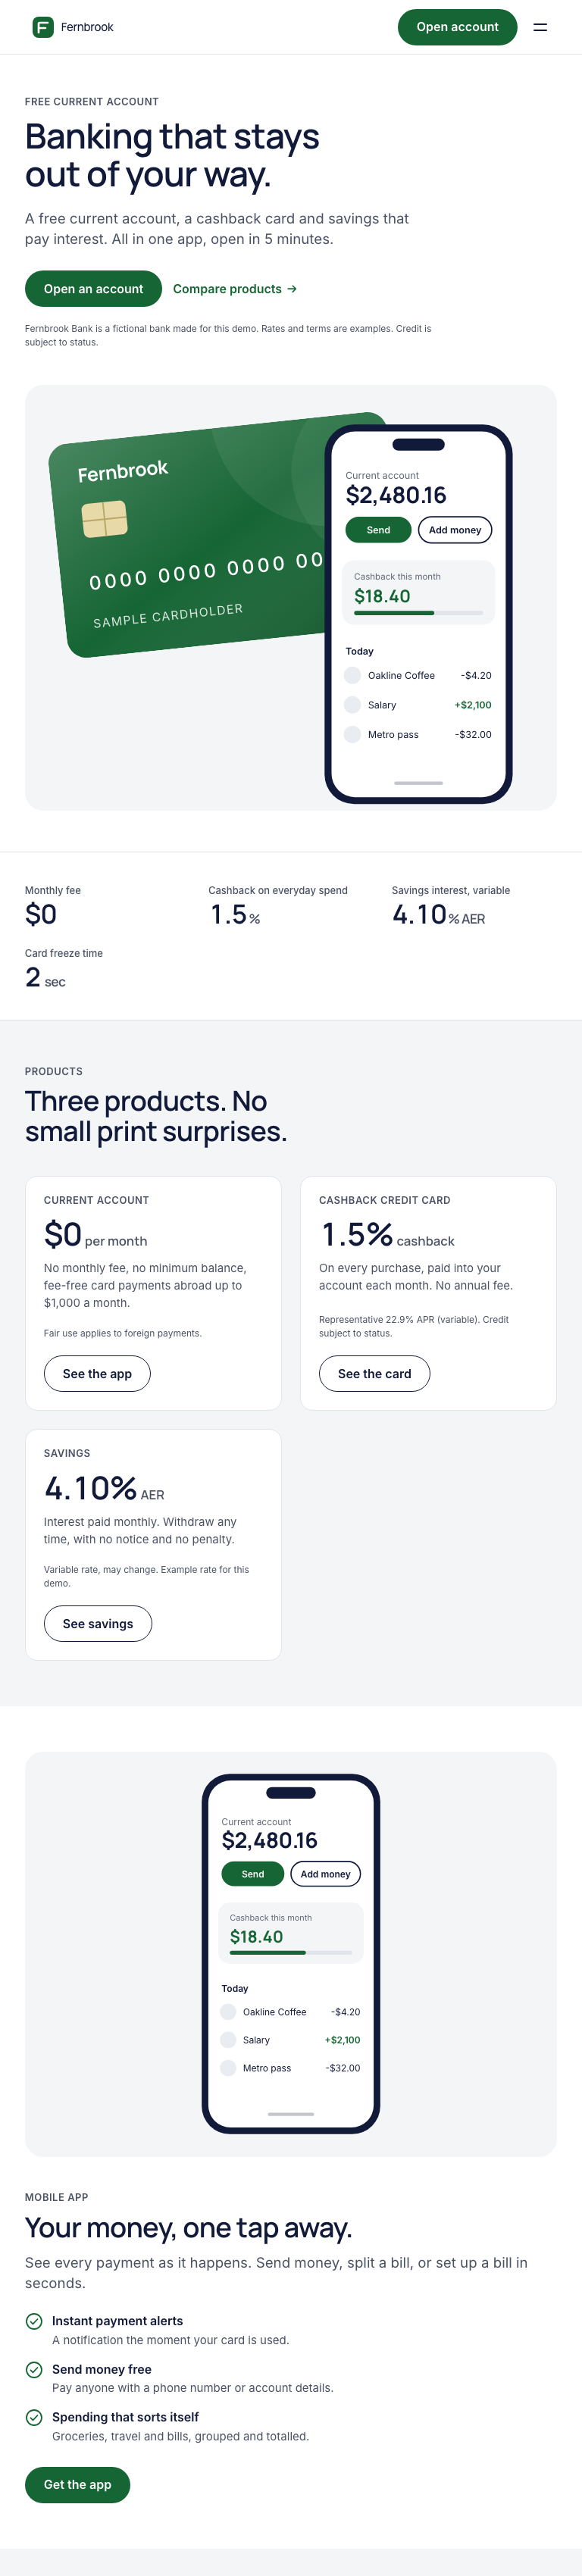 Fernbrook
Open account
FREE CURRENT ACCOUNT
Banking that stays
out of your way.
A free current account, a cashback card and savings that
pay interest. All in one app, open in 5 minutes.
Open an account
Compare products →
Fernbrook Bank is a fictional bank made for this demo. Rates and terms are examples. Credit is
subject to status.
Fernbrook
0000 0000 0000 00
SAMPLE CARDHOLDER
Current account
$2,480.16
Send
Add money
Cashback this month
$18.40
Today
Oakline Coffee -$4.20
Salary +$2,100
Metro pass -$32.00
Monthly fee
$0
Cashback on everyday spend
1.5%
Savings interest, variable
4.10% AER
Card freeze time
2 sec
PRODUCTS
Three products. No
small print surprises.
CURRENT ACCOUNT
$0 per month
No monthly fee, no minimum balance,
fee-free card payments abroad up to
$1,000 a month.
Fair use applies to foreign payments.
See the app
CASHBACK CREDIT CARD
1.5% cashback
On every purchase, paid into your
account each month. No annual fee.
Representative 22.9% APR (variable). Credit
subject to status.
See the card
SAVINGS
4.10% AER
Interest paid monthly. Withdraw any
time, with no notice and no penalty.
Variable rate, may change. Example rate for this
demo.
See savings
Current account
$2,480.16
Send
Add money
Cashback this month
$18.40
Today
Oakline Coffee -$4.20
Salary +$2,100
Metro pass -$32.00
MOBILE APP
Your money, one tap away.
See every payment as it happens. Send money, split a bill, or set up a bill in
seconds.
Instant payment alerts
A notification the moment your card is used.
Send money free
Pay anyone with a phone number or account details.
Spending that sorts itself
Groceries, travel and bills, grouped and totalled.
Get the app